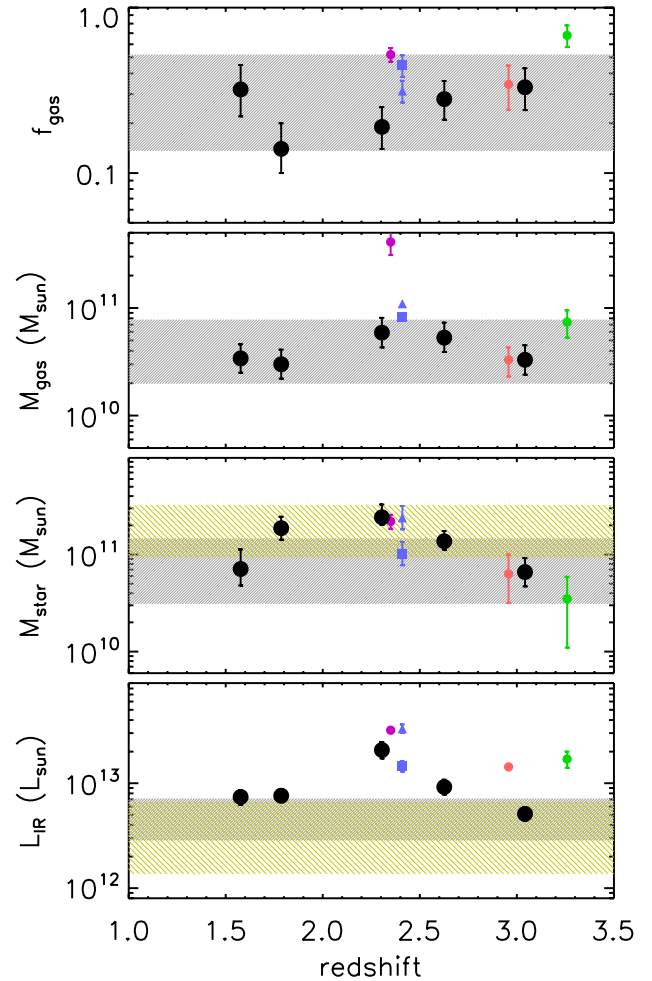 1.0
0.1
f_gas
10^11
10^10
M_gas (M_sun)
10^11
10^10
M_star (M_sun)
10^13
10^12
L_IR (L_sun)
1.0 1.5 2.0 2.5 3.0 3.5
redshift